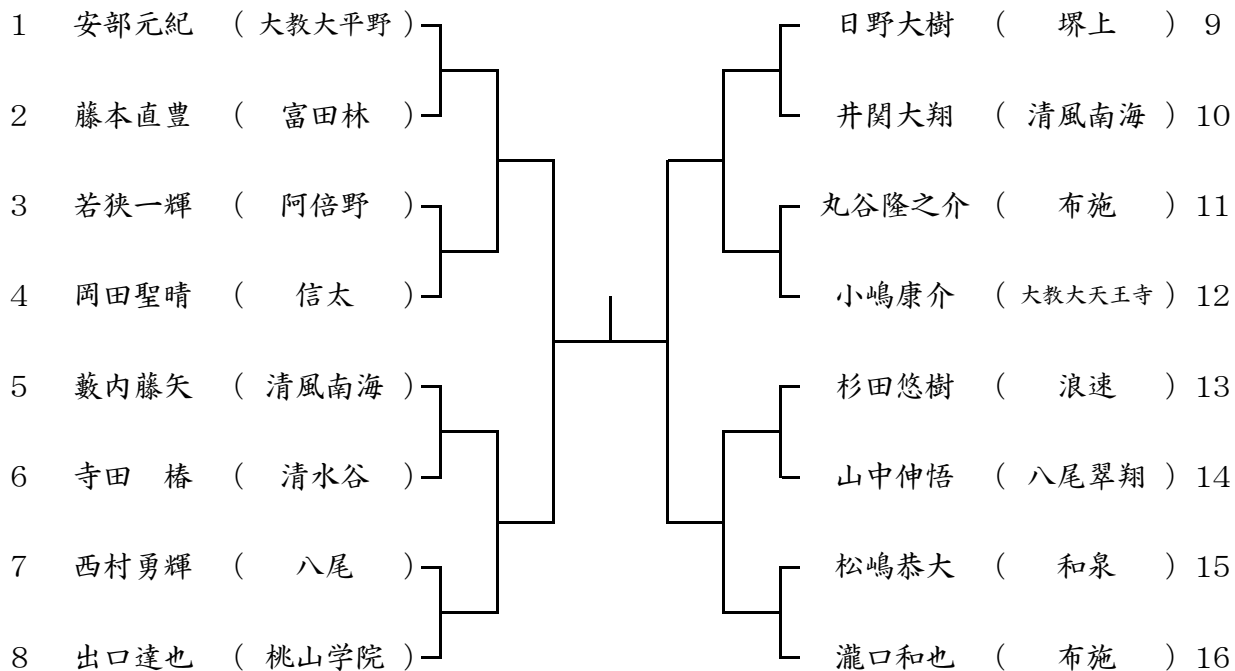 1 安部元紀 ( 大教大平野 ) 日野大樹 ( 堺上 ) 9
2 藤本直豊 ( 富田林 ) 井関大翔 ( 清風南海 ) 10
3 若狭一輝 ( 阿倍野 ) 丸谷隆之介 ( 布施 ) 11
4 岡田聖晴 ( 信太 ) 小嶋康介 ( 大教大天王寺 ) 12
5 藪内藤矢 ( 清風南海 ) 杉田悠樹 ( 浪速 ) 13
6 寺田 椿 ( 清水谷 ) 山中伸悟 ( 八尾翠翔 ) 14
7 西村勇輝 ( 八尾 ) 松嶋恭大 ( 和泉 ) 15
8 出口達也 ( 桃山学院 ) 瀧口和也 ( 布施 ) 16